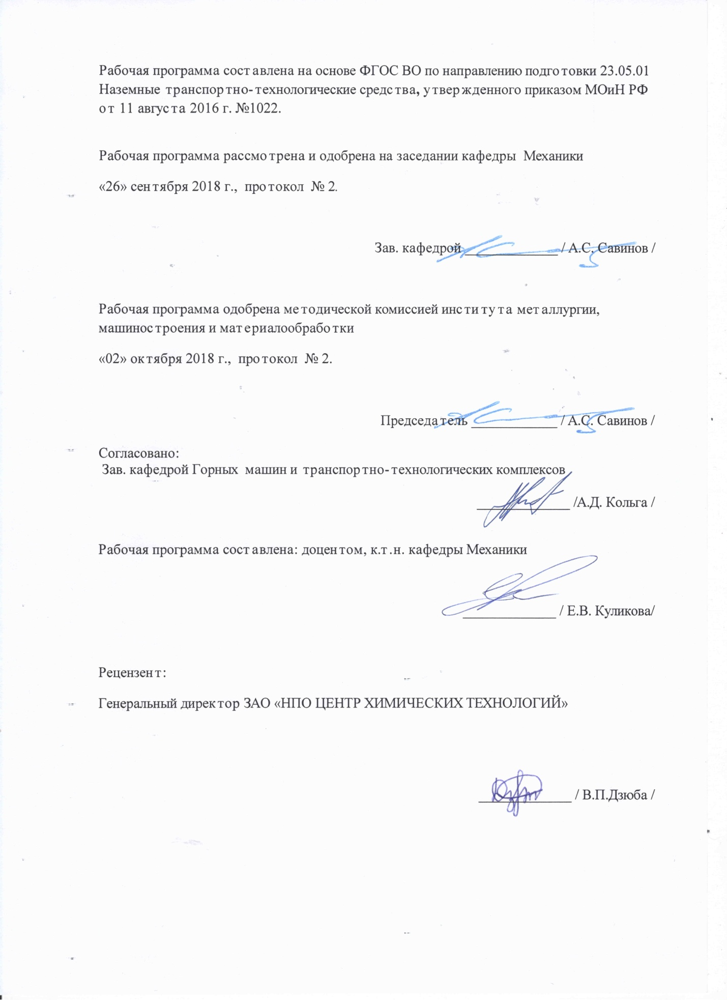 Рабочая программа составлена на основе ФГОС ВО по направлению подготовки 23.05.01
Наземные транспортно-технологические средства, утвержденного приказом МОиН РФ
от 11 августа 2016 г. №1022.
Рабочая программа рассмотрена и одобрена на заседании кафедры Механики
«26» сентября 2018 г., протокол № 2.
Зав. кафедрой _____________ / А.С. Савинов /
Рабочая программа одобрена методической комиссией института металлургии,
машиностроения и материалообработки
«02» октября 2018 г., протокол № 2.
Председатель ____________ / А.С. Савинов /
Согласовано:
Зав. кафедрой Горных машин и транспортно-технологических комплексов
_____________ /А.Д. Кольга /
Рабочая программа составлена: доцентом, к.т.н. кафедры Механики
_____________ / Е.В. Куликова/
Рецензент:
Генеральный директор ЗАО «НПО ЦЕНТР ХИМИЧЕСКИХ ТЕХНОЛОГИЙ»
_____________ / В.П.Дзюба /